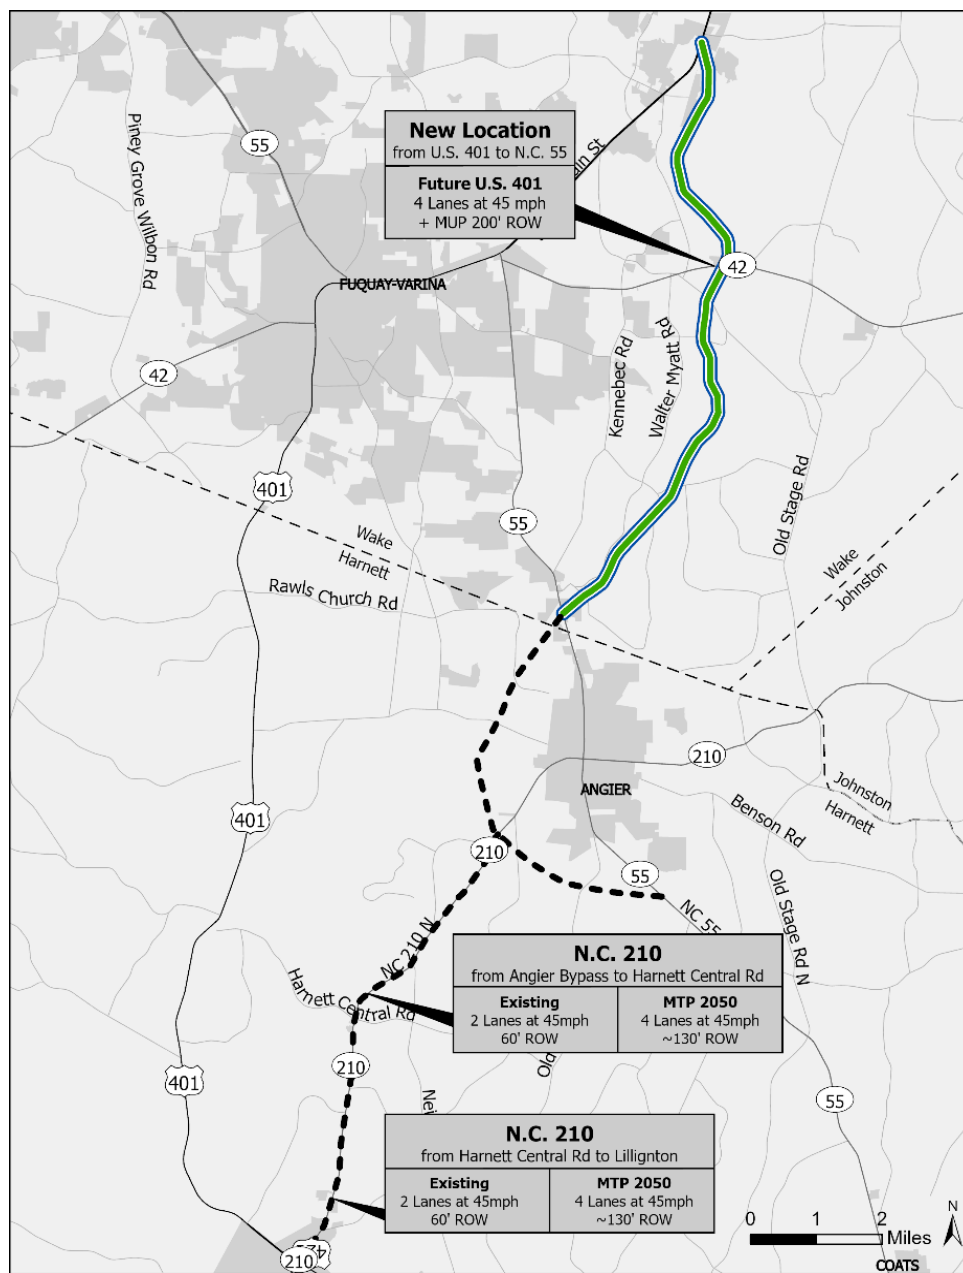 New Location
from U.S. 401 to N.C. 55
Future U.S. 401
4 Lanes at 45 mph
+ MUP 200' ROW
St
55
Piney Grove Wilbon Rd
42
FUQUAY-VARINA
42
Kennebec Rd
Walter Myatt Rd
401
55
Old Stage Rd
Wake
Harnett
Wake
Johnston
Rawls Church Rd
210
ANGIER
Johnston
Harnett
Benson Rd
401
210
55
Old Stage Rd N
NC 55
NC 210 N
Harnett Central Rd
N.C. 210
from Angier Bypass to Harnett Central Rd
Existing
2 Lanes at 45mph
60' ROW
MTP 2050
4 Lanes at 45mph
~130' ROW
Old
210
401
55
N.C. 210
from Harnett Central Rd to Lillignton
Existing
2 Lanes at 45mph
60' ROW
MTP 2050
4 Lanes at 45mph
~130' ROW
N
0 1 2
Miles
210
COATS